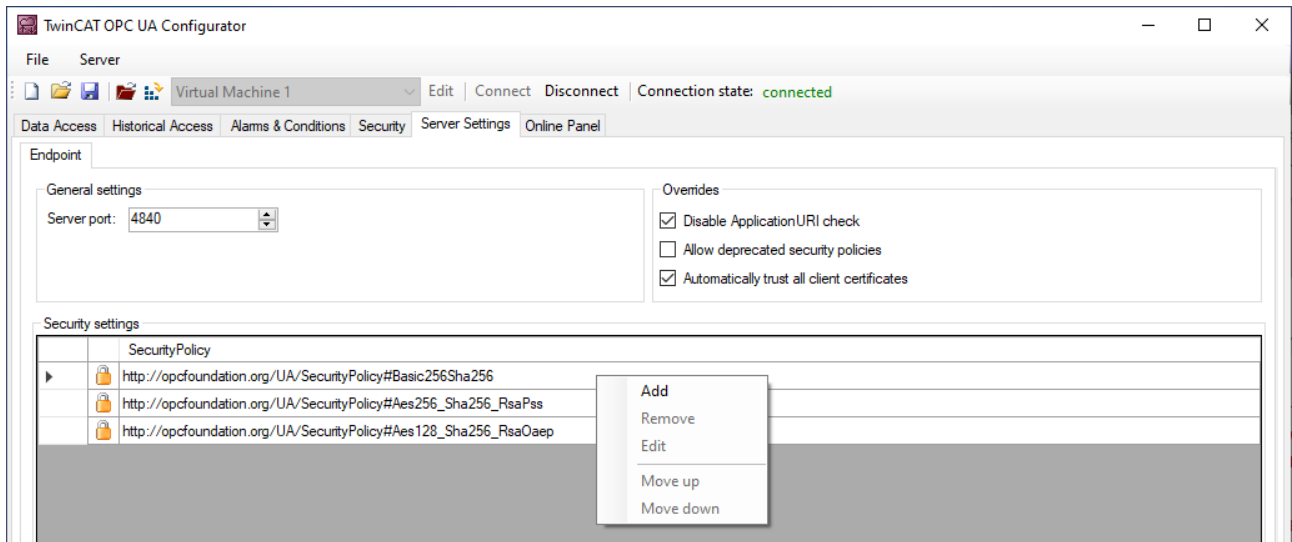 TwinCAT OPC UA Configurator
File Server
Virtual Machine 1 Edit Connect Disconnect Connection state: connected
Data Access Historical Access Alarms & Conditions Security Server Settings Online Panel
Endpoint
General settings
Server port: 4840
Overrides
Disable ApplicationURI check
Allow deprecated security policies
Automatically trust all client certificates
Security settings
SecurityPolicy
http://opcfoundation.org/UA/SecurityPolicy#Basic256Sha256
http://opcfoundation.org/UA/SecurityPolicy#Aes256_Sha256_RsaPss
http://opcfoundation.org/UA/SecurityPolicy#Aes128_Sha256_RsaOaep
Add
Remove
Edit
Move up
Move down